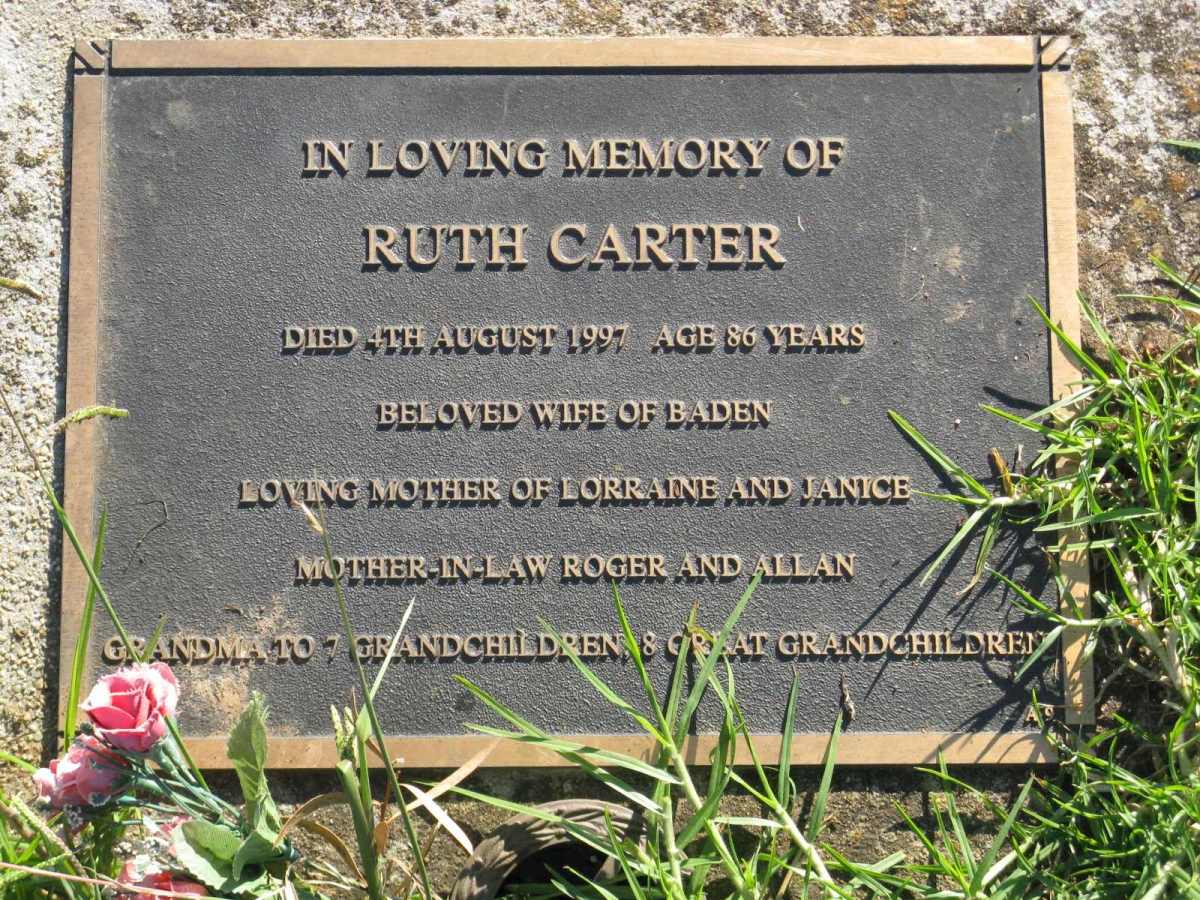 IN LOVING MEMORY OF
RUTH CARTER
DIED 4TH AUGUST 1997 AGE 86 YEARS
BELOVED WIFE OF BADEN
LOVING MOTHER OF LORRAINE AND JANICE
MOTHER-IN-LAW ROGER AND ALLAN
GRANDMA TO 7 GRANDCHILDREN, 8 GREAT GRANDCHILDREN